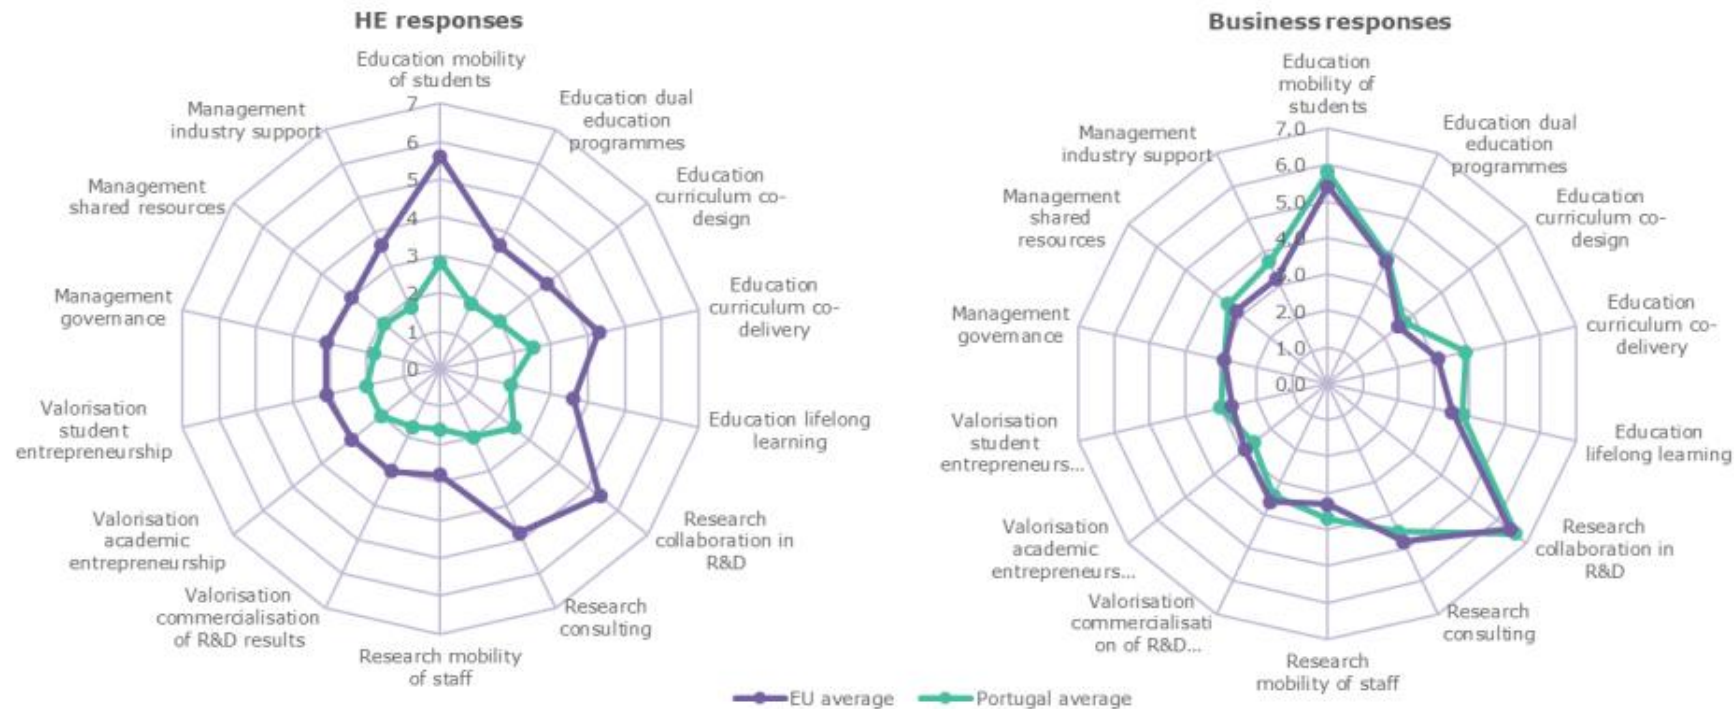 HE responses
Education mobility
of students
Education dual
education
programmes
Education
curriculum co-
design
Education
curriculum co-
delivery
Education lifelong
learning
Research
collaboration in
R&D
Research
consulting
Research mobility
of staff
Valorisation
commercialisation
of R&D results
Valorisation
academic
entrepreneurship
Valorisation
student
entrepreneurship
Management
governance
Management
shared resources
Management
industry support
7
6
5
4
3
2
1
0
Business responses
Education
mobility of
students
Education dual
education
programmes
Education
curriculum co-
design
Education
curriculum co-
delivery
Education
lifelong learning
Research
collaboration in
R&D
Research
consulting
Research
mobility of staff
Valorisation
commercialisati
on of R&D...
Valorisation
academic
entrepreneurs...
Valorisation
student
entrepreneurs...
Management
governance
Management
shared
resources
Management
industry support
7,0
6,0
5,0
4,0
3,0
2,0
1,0
0,0
EU average
Portugal average